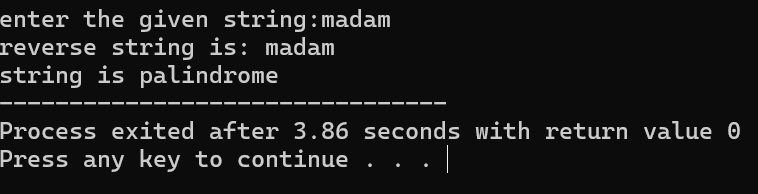 enter the given string:madam
reverse string is: madam
string is palindrome
--------------------------------
Process exited after 3.86 seconds with return value 0
Press any key to continue . . .